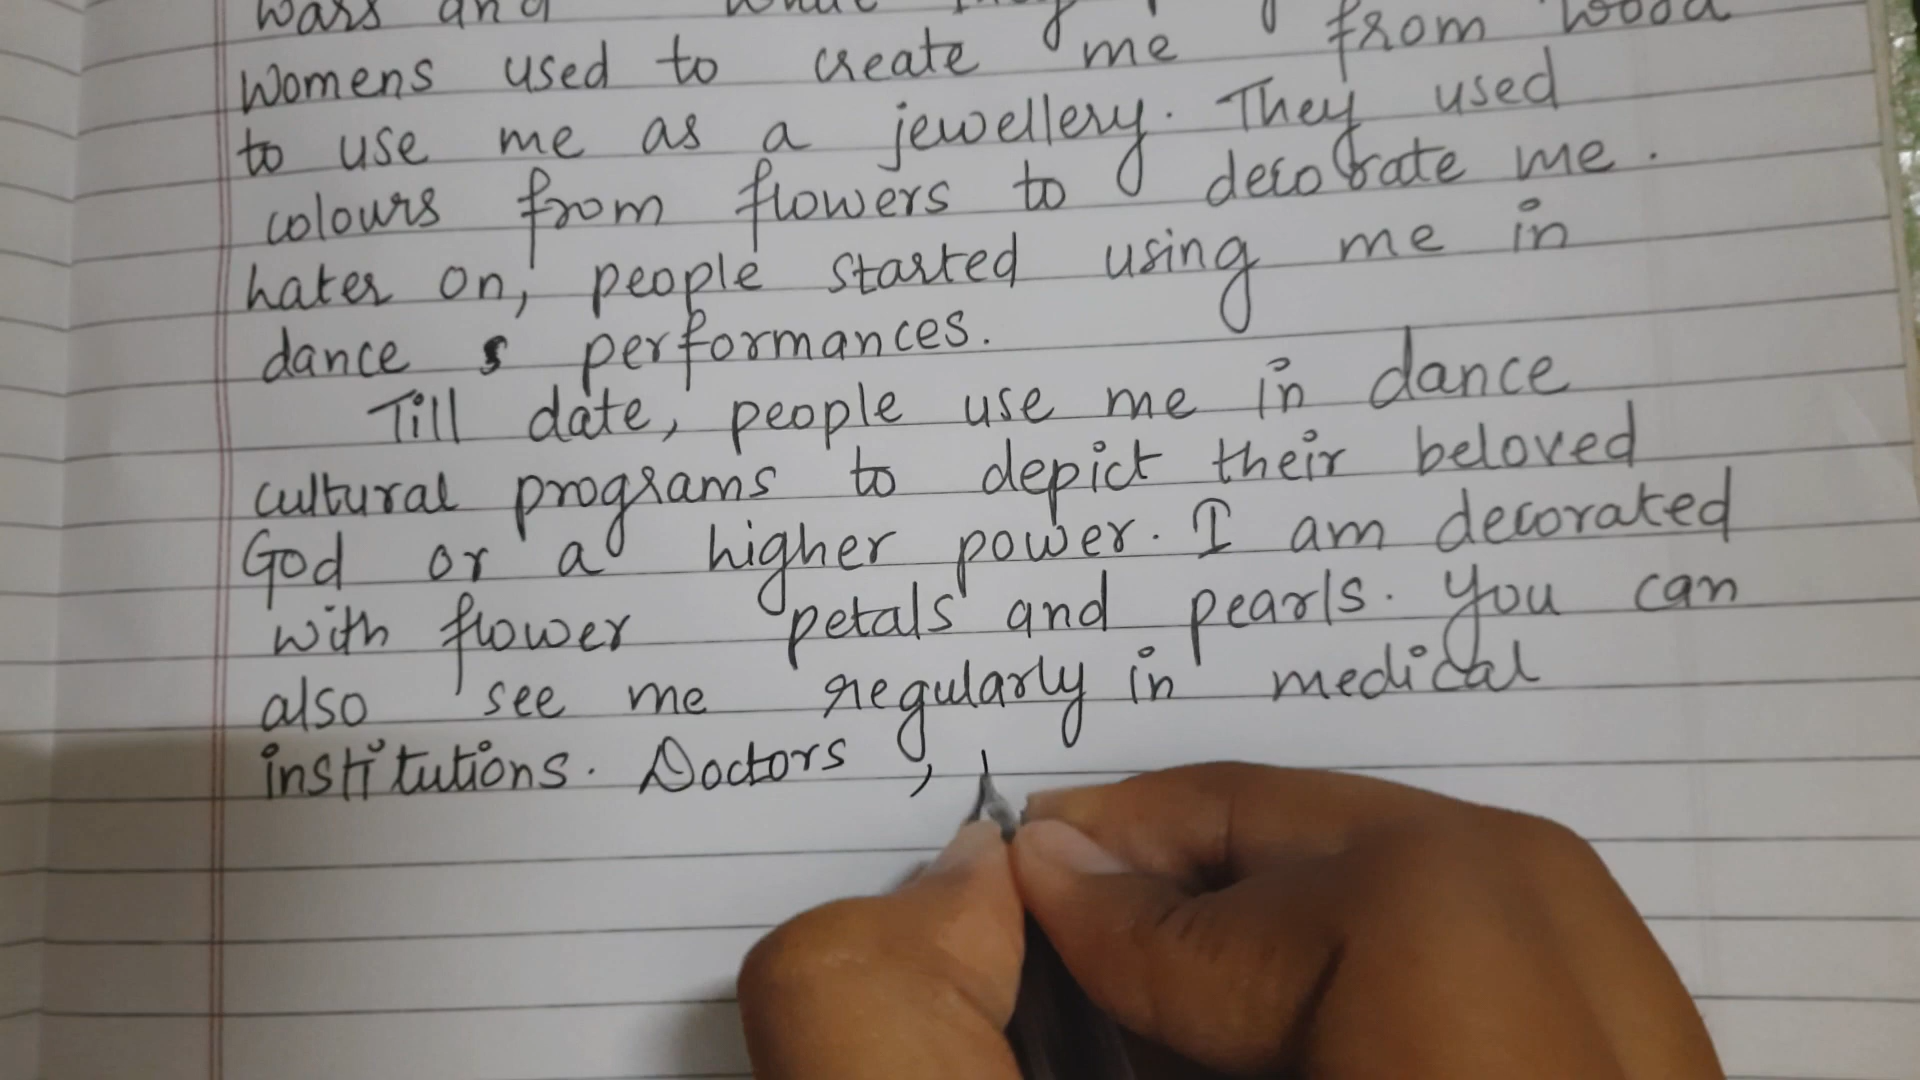 wars and
Womens used to create me from wood
to use me as a jewellery. They used
colours from flowers to decorate me.
hater on, people started using me in
dance s performances.
Till date, people use me in dance
cultural programs to depict their beloved
God or a higher power. I am decorated
with flower petals and pearls. You can
also see me regularly in medical
institutions. Doctors ,